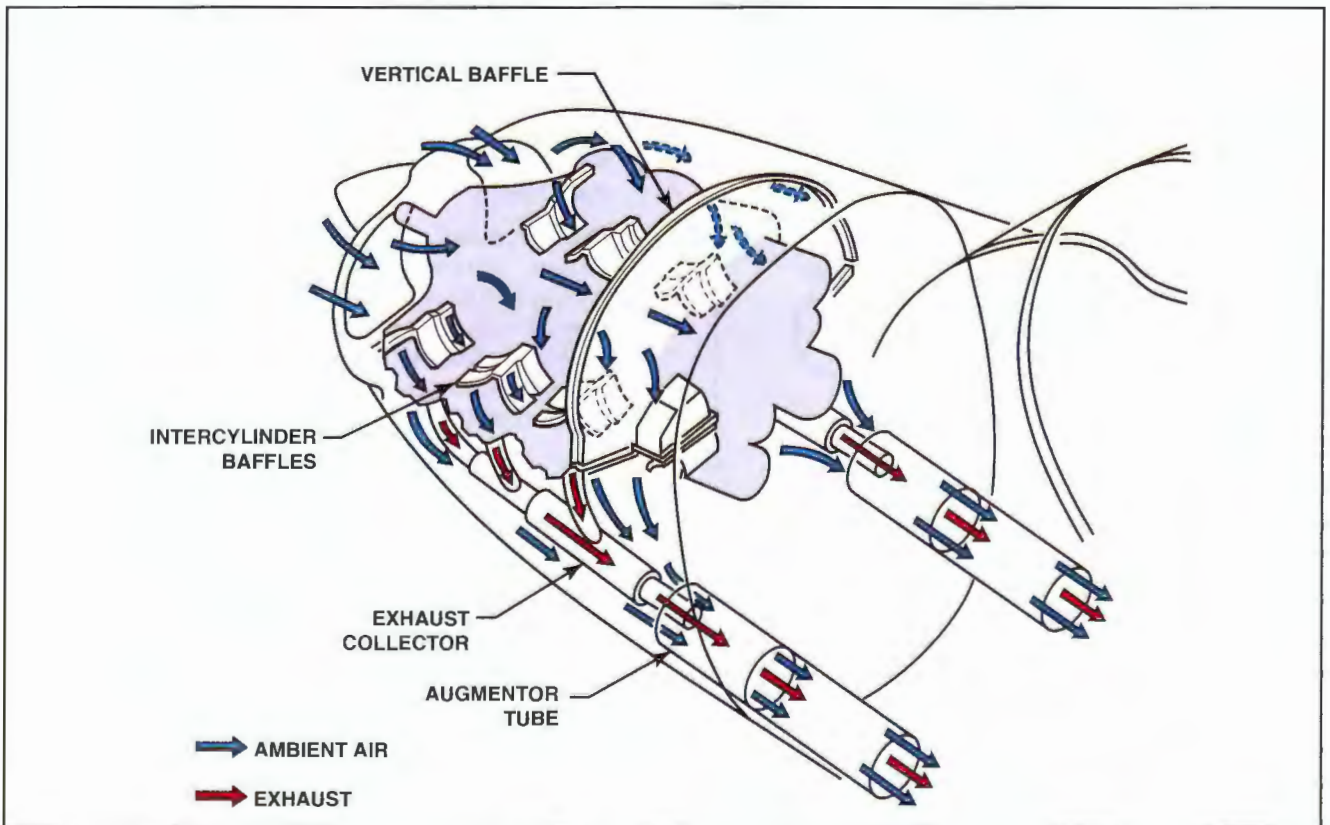 VERTICAL BAFFLE
INTERCYLINDER
BAFFLES
EXHAUST
COLLECTOR
AUGMENTOR
TUBE
AMBIENT AIR
EXHAUST